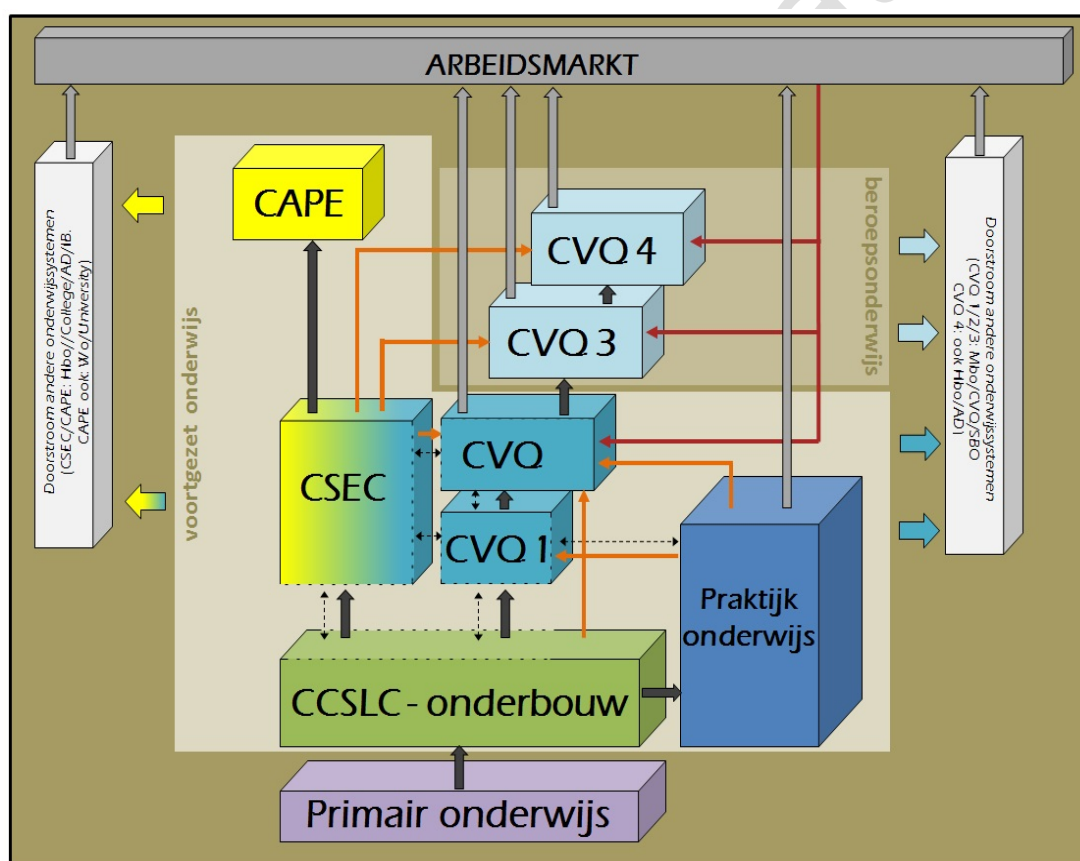 ARBEIDSMARKT
Doorstroom andere onderwijssystemen
(CSEC/CAPE: Hbo//College/AD/IB.
CAPE ook: Wo/University)
voortgezet onderwijs
CAPE
CVQ 4
CVQ 3
beroepsonderwijs
Doorstroom andere onderwijssystemen
(CVQ 1/2/3: Mbo/CVO/SBO
CVQ 4: ook Hbo/AD)
CSEC
CVQ
CVQ 1
Praktijk
onderwijs
CCSLC - onderbouw
Primair onderwijs